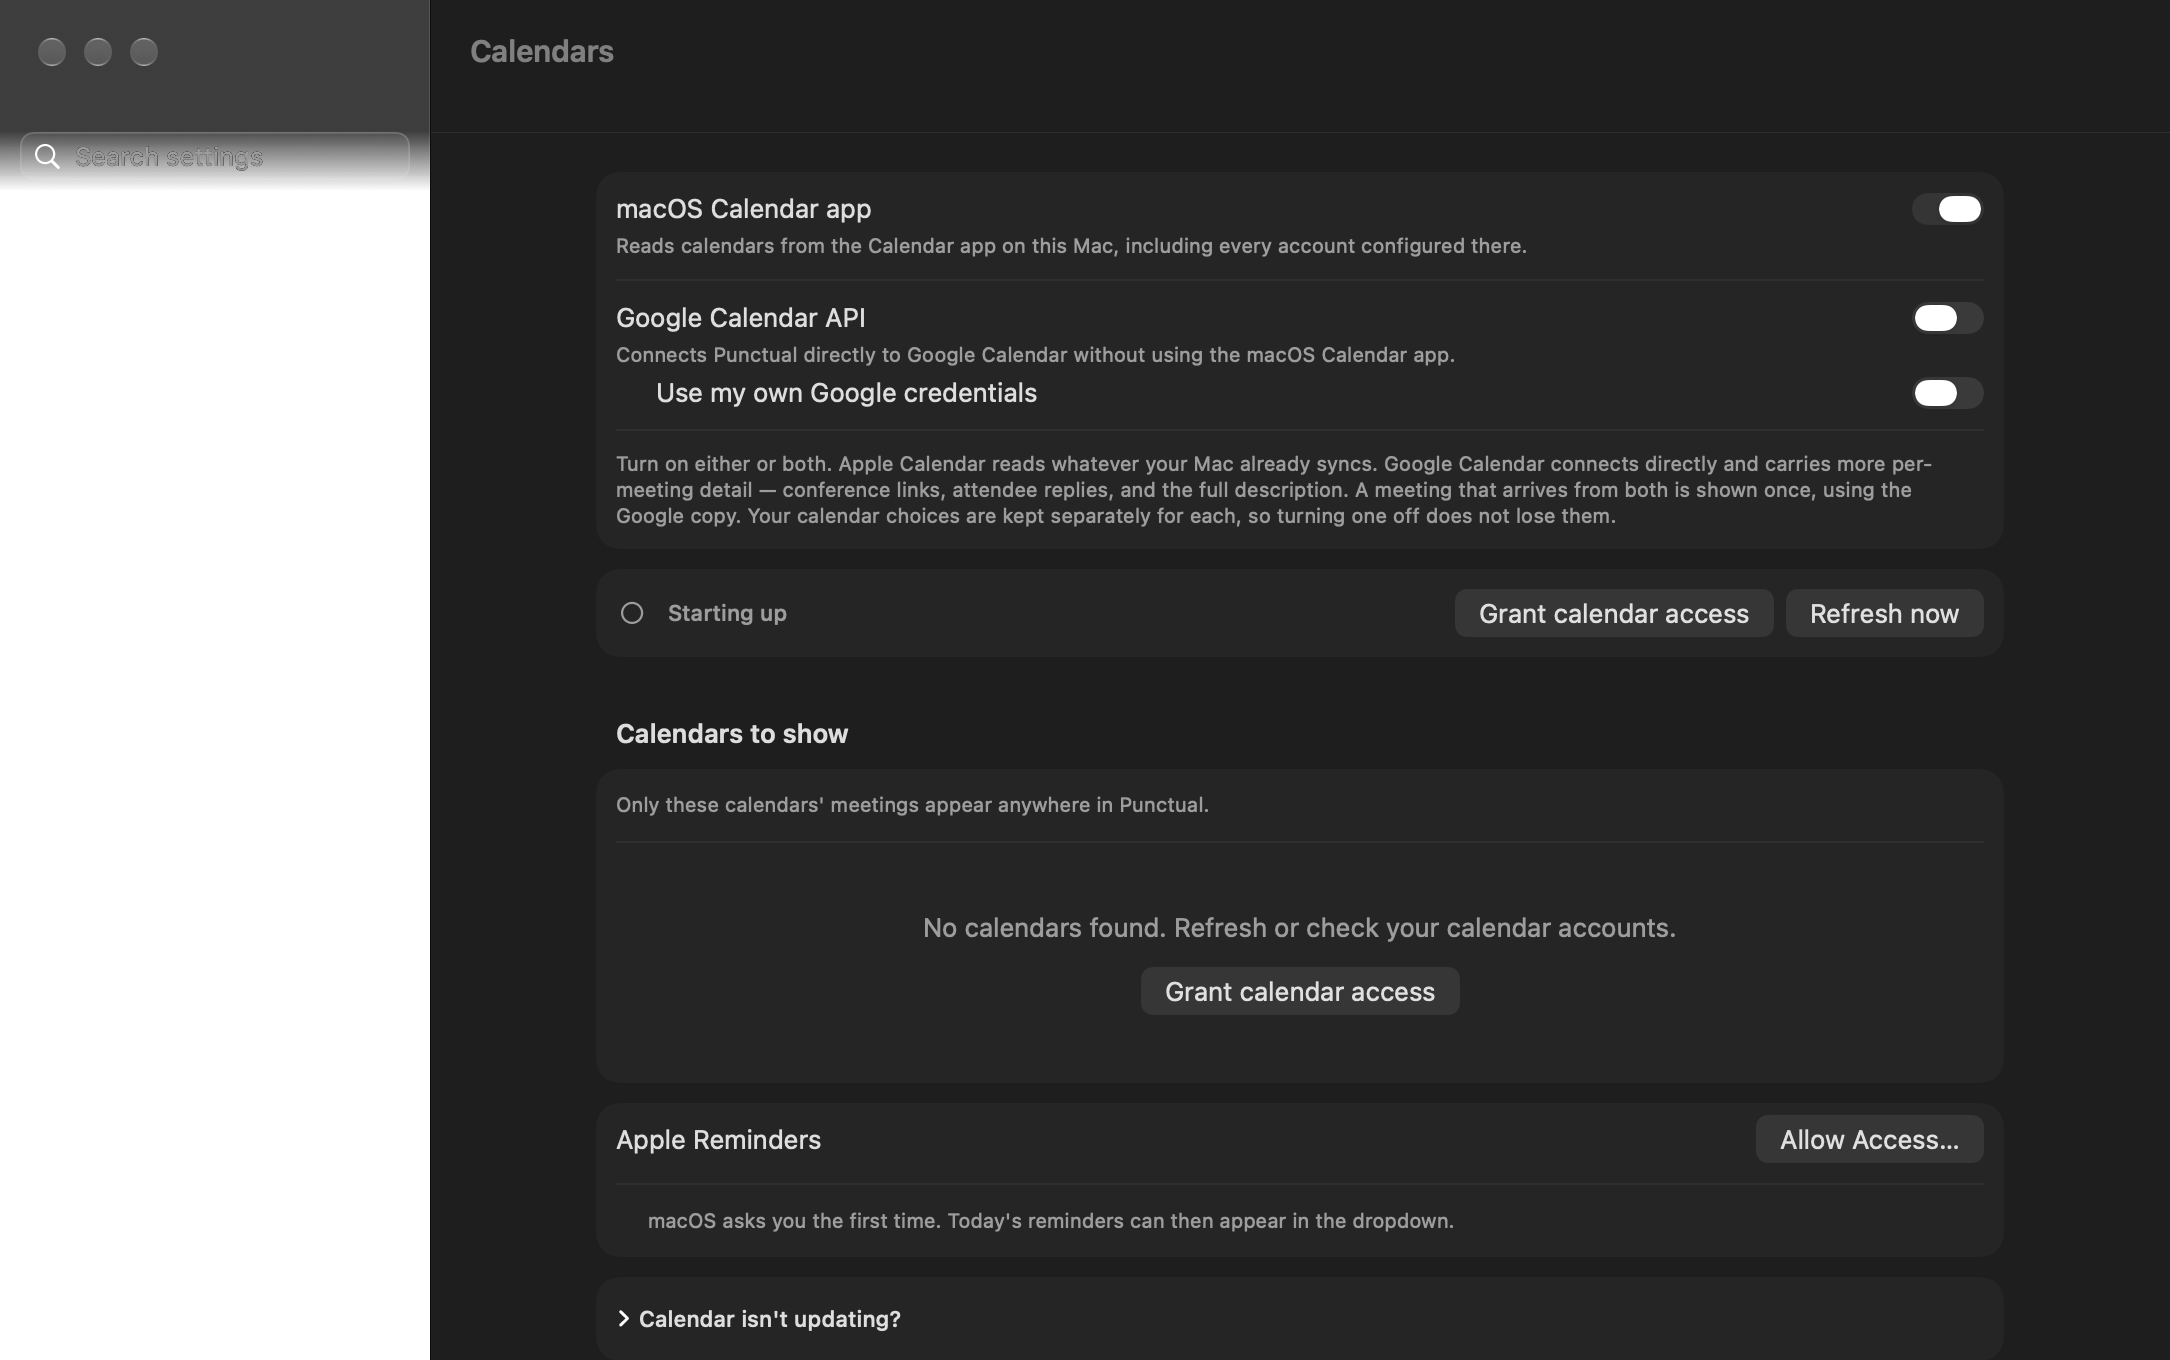 Calendars
Search settings
macOS Calendar app
Reads calendars from the Calendar app on this Mac, including every account configured there.
Google Calendar API
Connects Punctual directly to Google Calendar without using the macOS Calendar app.
Use my own Google credentials
Turn on either or both. Apple Calendar reads whatever your Mac already syncs. Google Calendar connects directly and carries more per-
meeting detail — conference links, attendee replies, and the full description. A meeting that arrives from both is shown once, using the
Google copy. Your calendar choices are kept separately for each, so turning one off does not lose them.
Starting up
Grant calendar access
Refresh now
Calendars to show
Only these calendars' meetings appear anywhere in Punctual.
No calendars found. Refresh or check your calendar accounts.
Grant calendar access
Apple Reminders
Allow Access...
macOS asks you the first time. Today's reminders can then appear in the dropdown.
Calendar isn't updating?